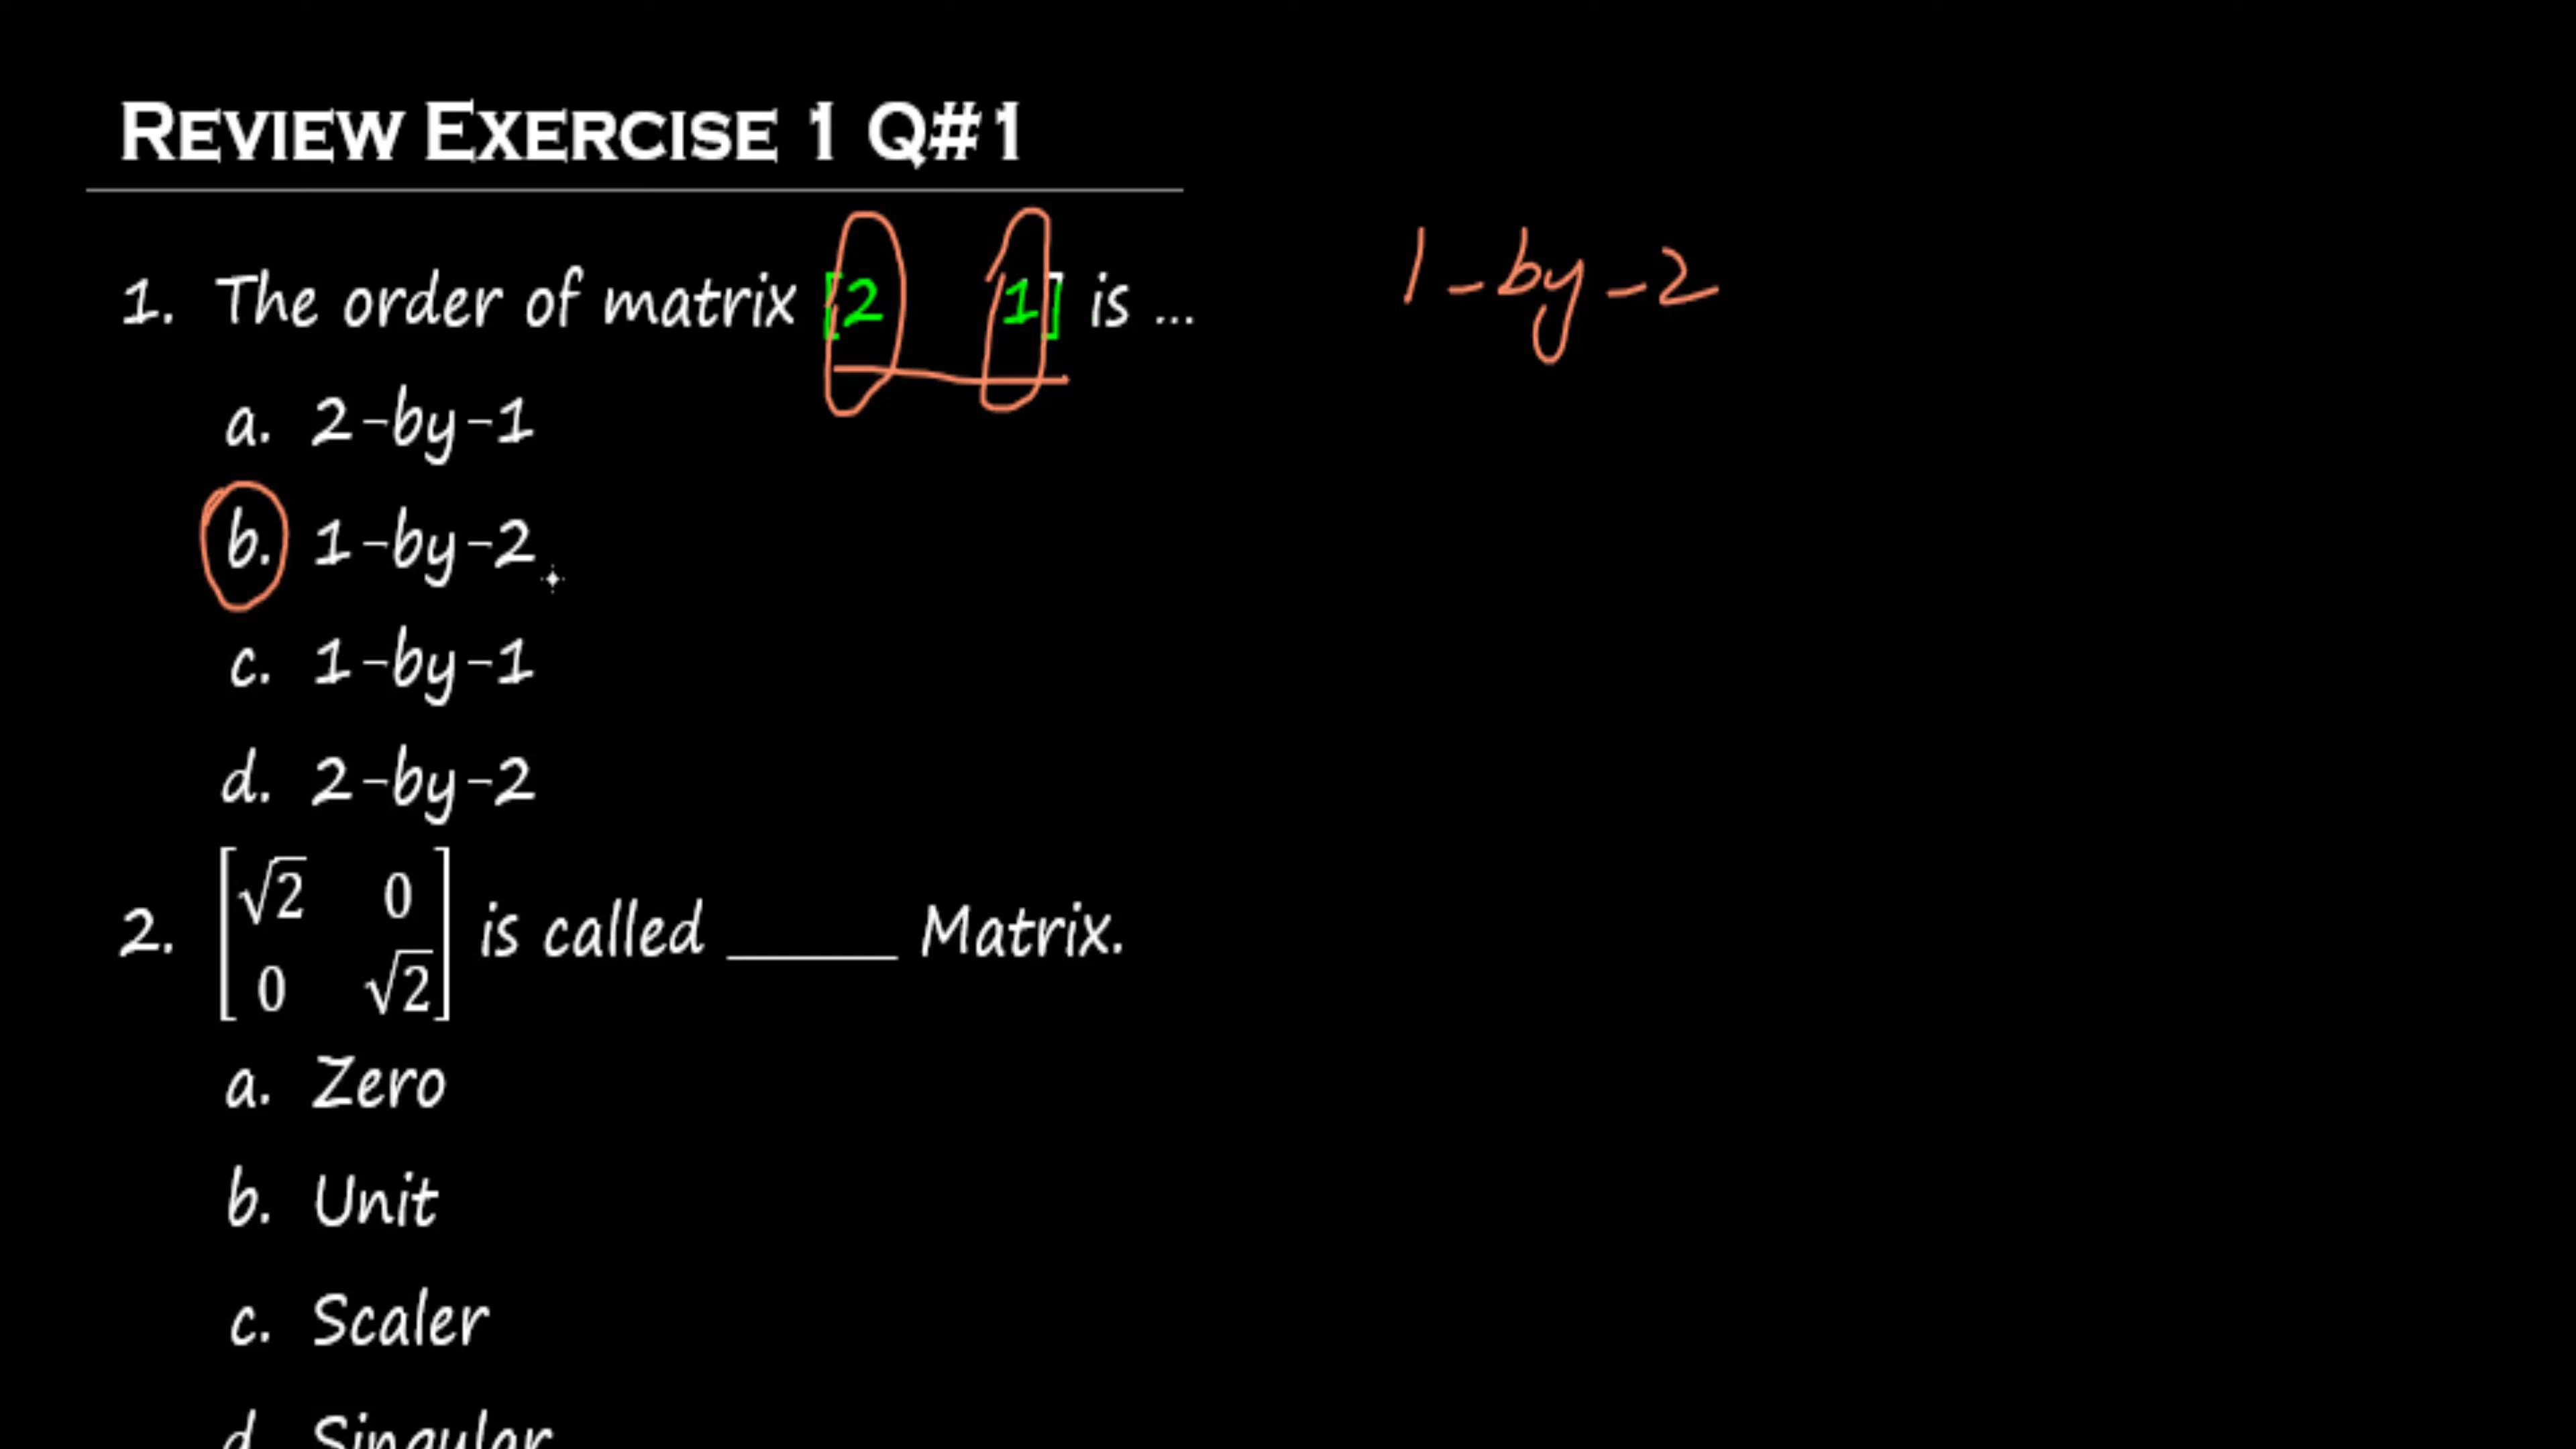 REVIEW EXERCISE 1 Q#1
1. The order of matrix [2 1] is ... 1-by-2
a. 2-by-1
b. 1-by-2
c. 1-by-1
d. 2-by-2
2. [√2 0
0 √2] is called ______ Matrix.
a. Zero
b. Unit
c. Scaler
d. Singular